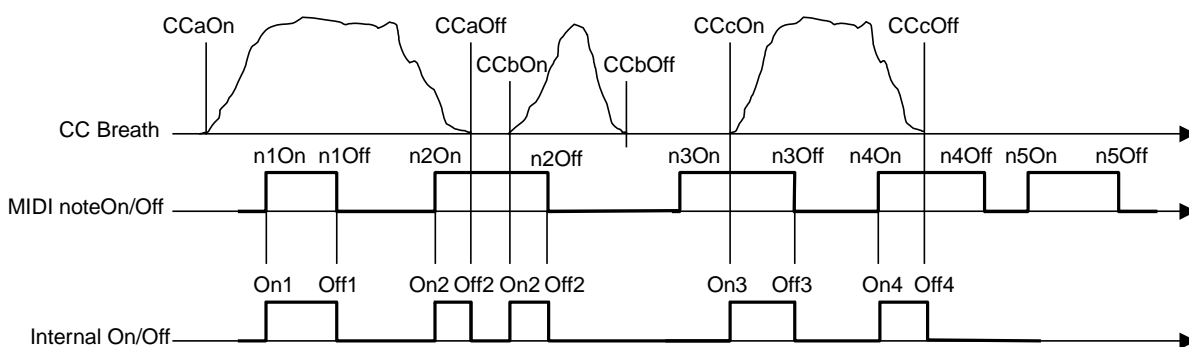 CCaOn CCaOff CCcOn CCcOff
CCbOn CCbOff
CC Breath
n1On n1Off n2On n2Off n3On n3Off n4On n4Off n5On n5Off
MIDI noteOn/Off
On1 Off1 On2 Off2 On2 Off2 On3 Off3 On4 Off4
Internal On/Off